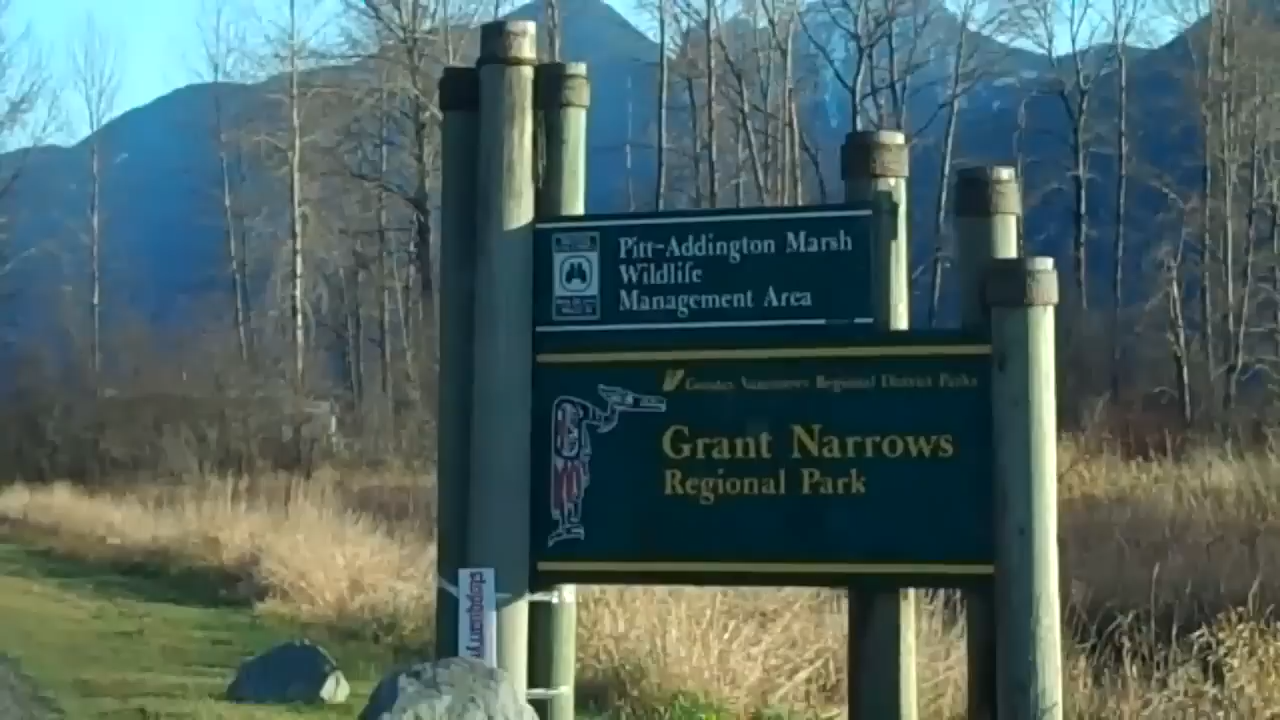 Pitt-Addington Marsh
Wildlife
Management Area
Greater Vancouver Regional District Parks
Grant Narrows
Regional Park